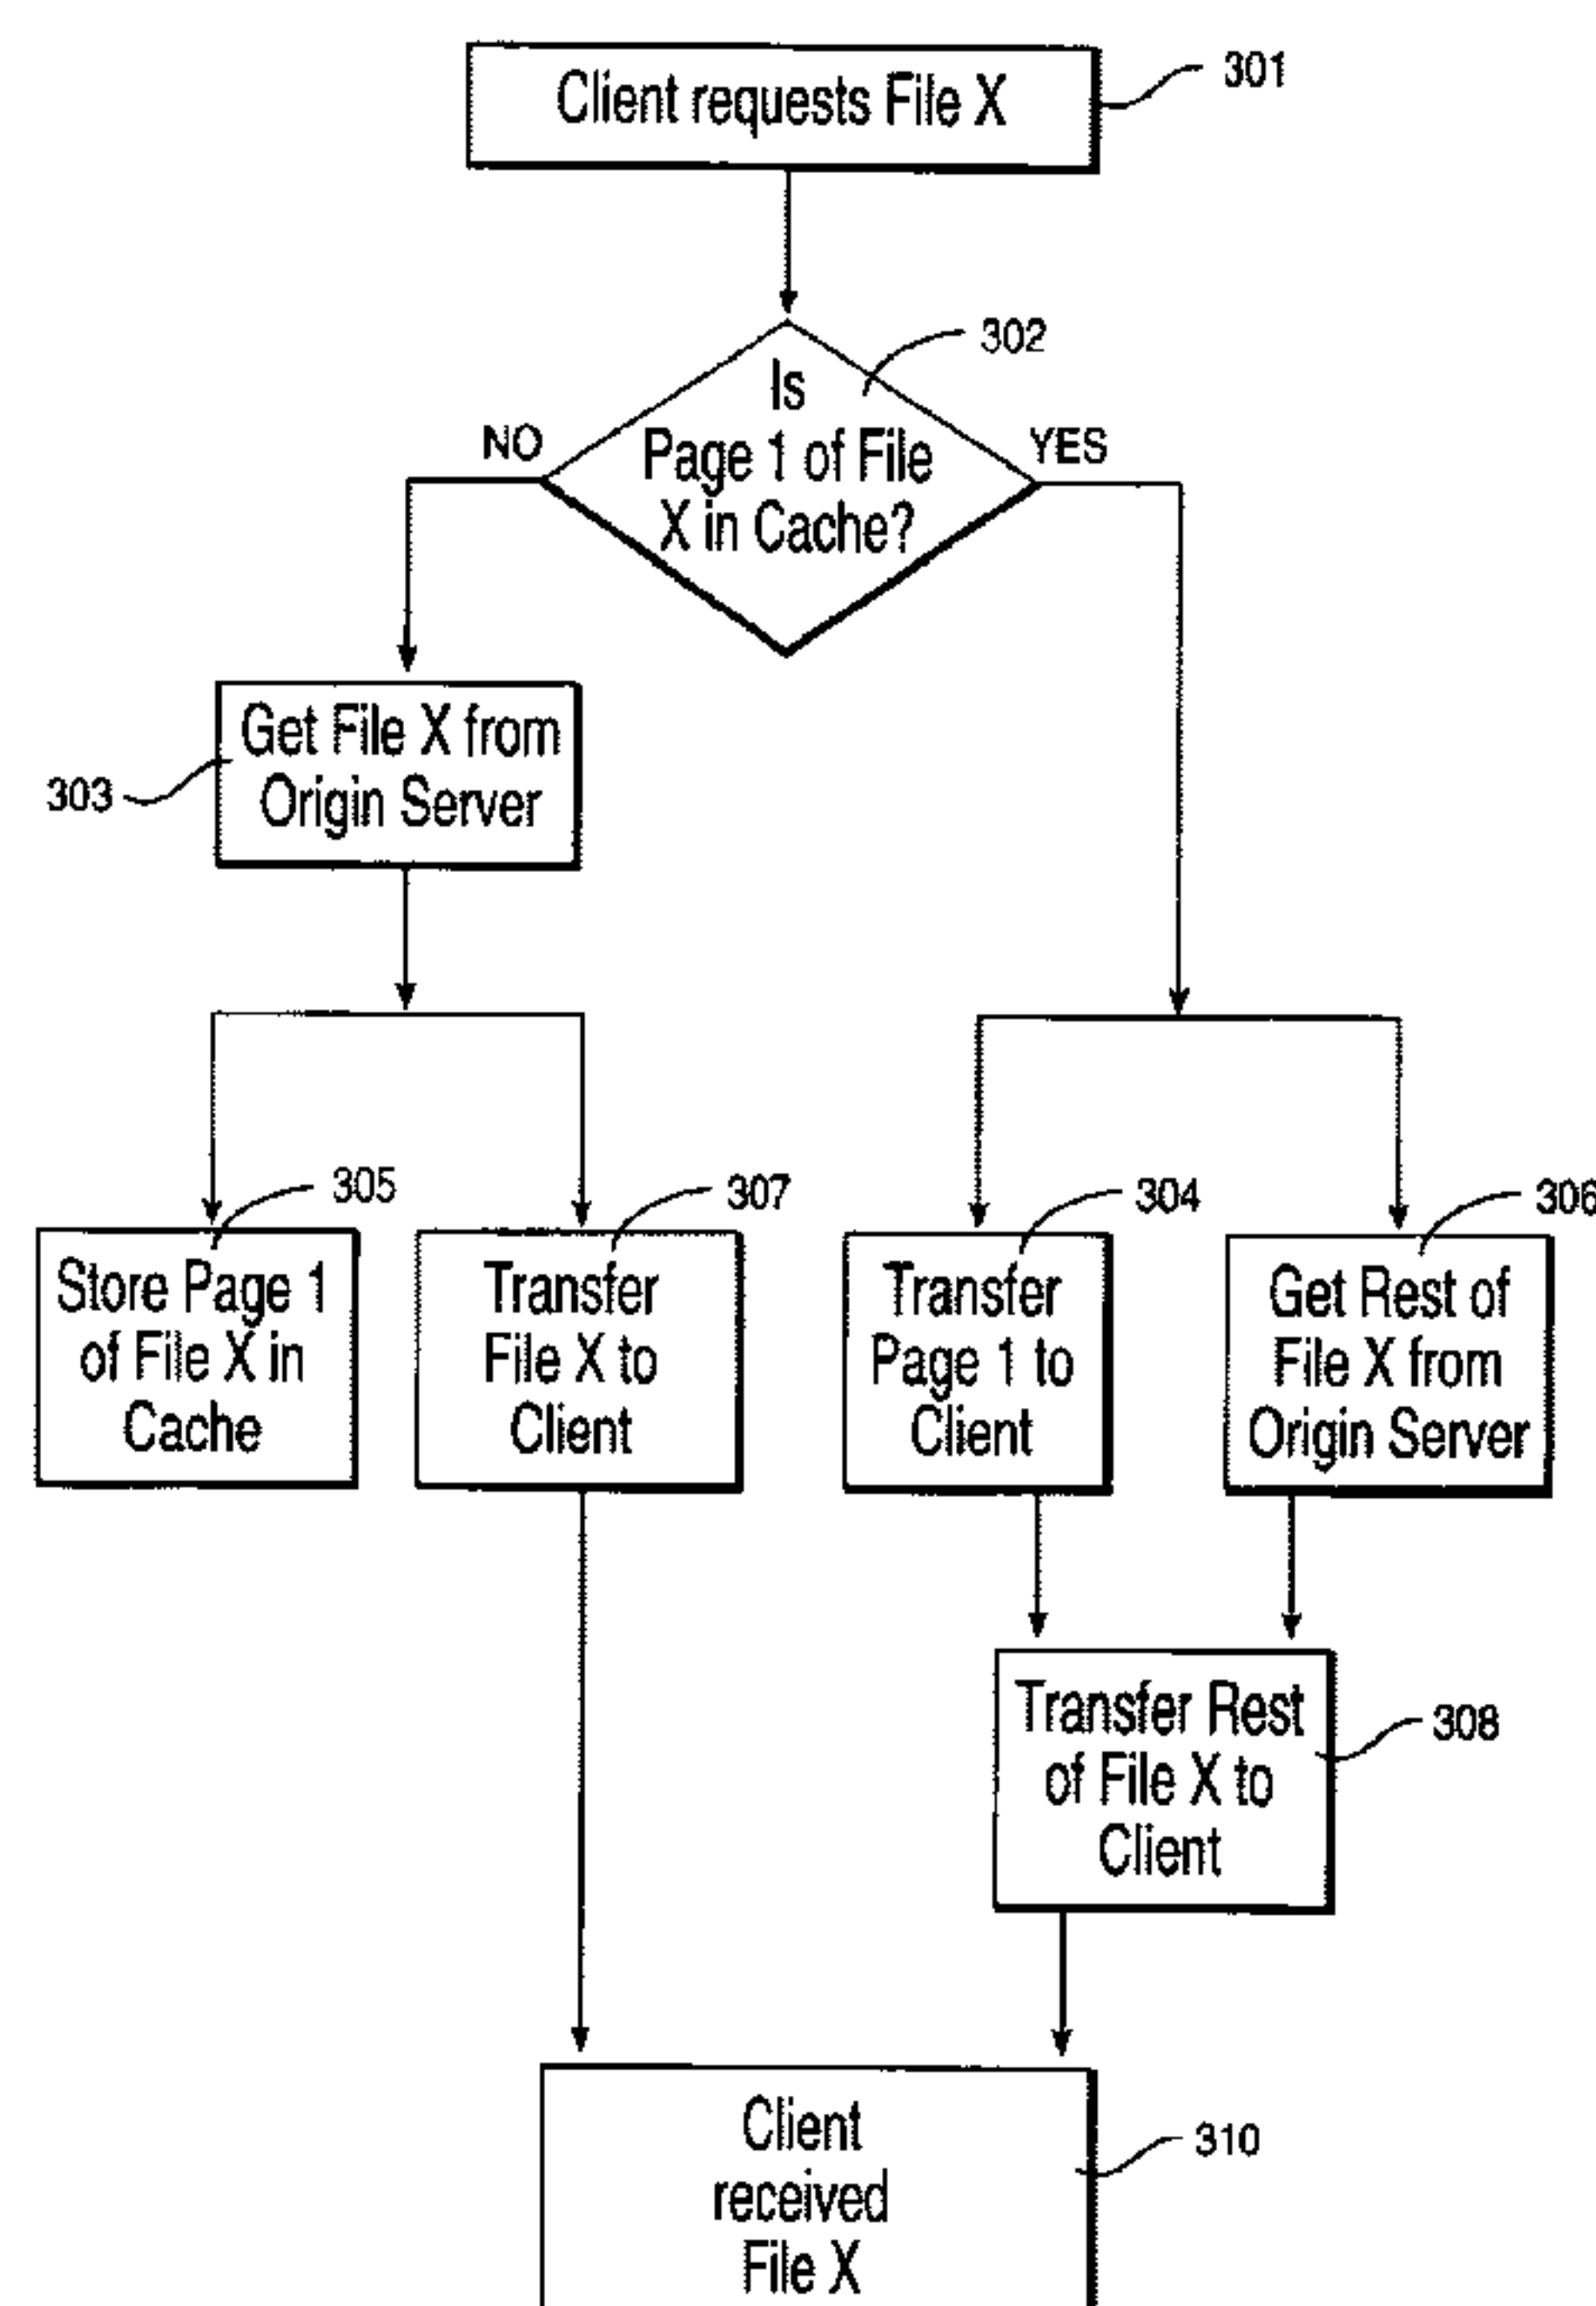 Client requests File X
301
302
Is
Page 1 of File
X in Cache?
NO
YES
Get File X from
Origin Server
303
305
307
304
306
Store Page 1
of File X in
Cache
Transfer
File X to
Client
Transfer
Page 1 to
Client
Get Rest of
File X from
Origin Server
Transfer Rest
of File X to
Client
308
Client
received
File X
310